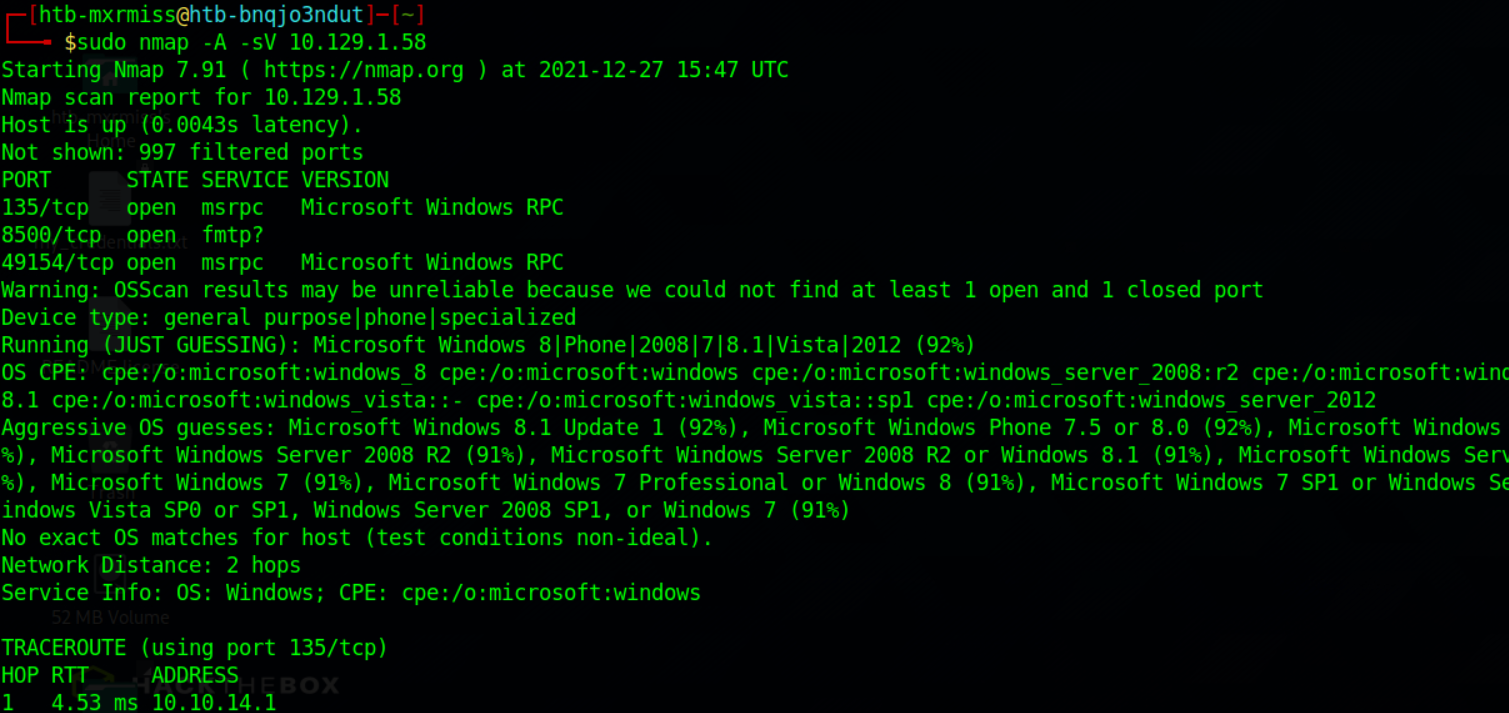 [htb-mxrmiss@htb-bnqjo3ndut]-[~]
$sudo nmap -A -sV 10.129.1.58
Starting Nmap 7.91 ( https://nmap.org ) at 2021-12-27 15:47 UTC
Nmap scan report for 10.129.1.58
Host is up (0.0043s latency).
Home
Not shown: 997 filtered ports
PORT      STATE SERVICE VERSION
135/tcp   open  msrpc   Microsoft Windows RPC
8500/tcp  open  fmtp?
49154/tcp open  msrpc   Microsoft Windows RPC
Warning: OSScan results may be unreliable because we could not find at least 1 open and 1 closed port
Device type: general purpose|phone|specialized
Running (JUST GUESSING): Microsoft Windows 8|Phone|2008|7|8.1|Vista|2012 (92%)
OS CPE: cpe:/o:microsoft:windows_8 cpe:/o:microsoft:windows cpe:/o:microsoft:windows_server_2008:r2 cpe:/o:microsoft:wind
8.1 cpe:/o:microsoft:windows_vista::- cpe:/o:microsoft:windows_vista::sp1 cpe:/o:microsoft:windows_server_2012
Aggressive OS guesses: Microsoft Windows 8.1 Update 1 (92%), Microsoft Windows Phone 7.5 or 8.0 (92%), Microsoft Windows
%), Microsoft Windows Server 2008 R2 (91%), Microsoft Windows Server 2008 R2 or Windows 8.1 (91%), Microsoft Windows Serv
%), Microsoft Windows 7 (91%), Microsoft Windows 7 Professional or Windows 8 (91%), Microsoft Windows 7 SP1 or Windows Se
indows Vista SP0 or SP1, Windows Server 2008 SP1, or Windows 7 (91%)
No exact OS matches for host (test conditions non-ideal).
Network Distance: 2 hops
Service Info: OS: Windows; CPE: cpe:/o:microsoft:windows
52 MB Volume
TRACEROUTE (using port 135/tcp)
HOP RTT     ADDRESS
HACKTHEBOX
1   4.53 ms 10.10.14.1